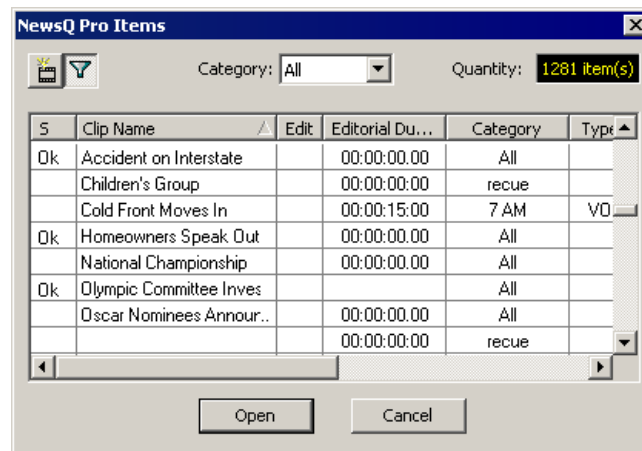 NewsQ Pro Items
Category: All Quantity: 1281 item(s)
S Clip Name Edit Editorial Du... Category Type
Ok Accident on Interstate 00:00:00.00 All
Children's Group 00:00:00:00 recue
Cold Front Moves In 00:00:15:00 7 AM VO
Ok Homeowners Speak Out 00:00:00.00 All
National Championship 00:00:00.00 All
Ok Olympic Committee Inves All
Oscar Nominees Announ.. 00:00:00.00 All
00:00:00:00 recue
Open Cancel